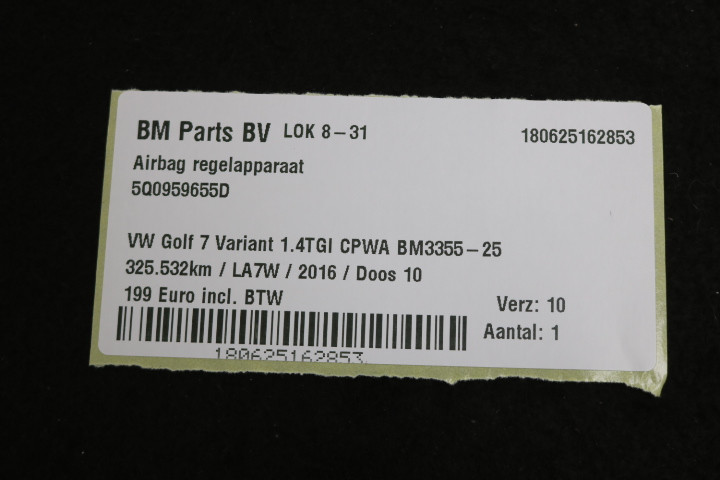 BM Parts BV LOK 8-31 180625162853
Airbag regelapparaat
5Q0959655D
VW Golf 7 Variant 1.4TGI CPWA BM3355-25
325.532km / LA7W / 2016 / Doos 10
199 Euro incl. BTW Verz: 10
Aantal: 1
180625162853